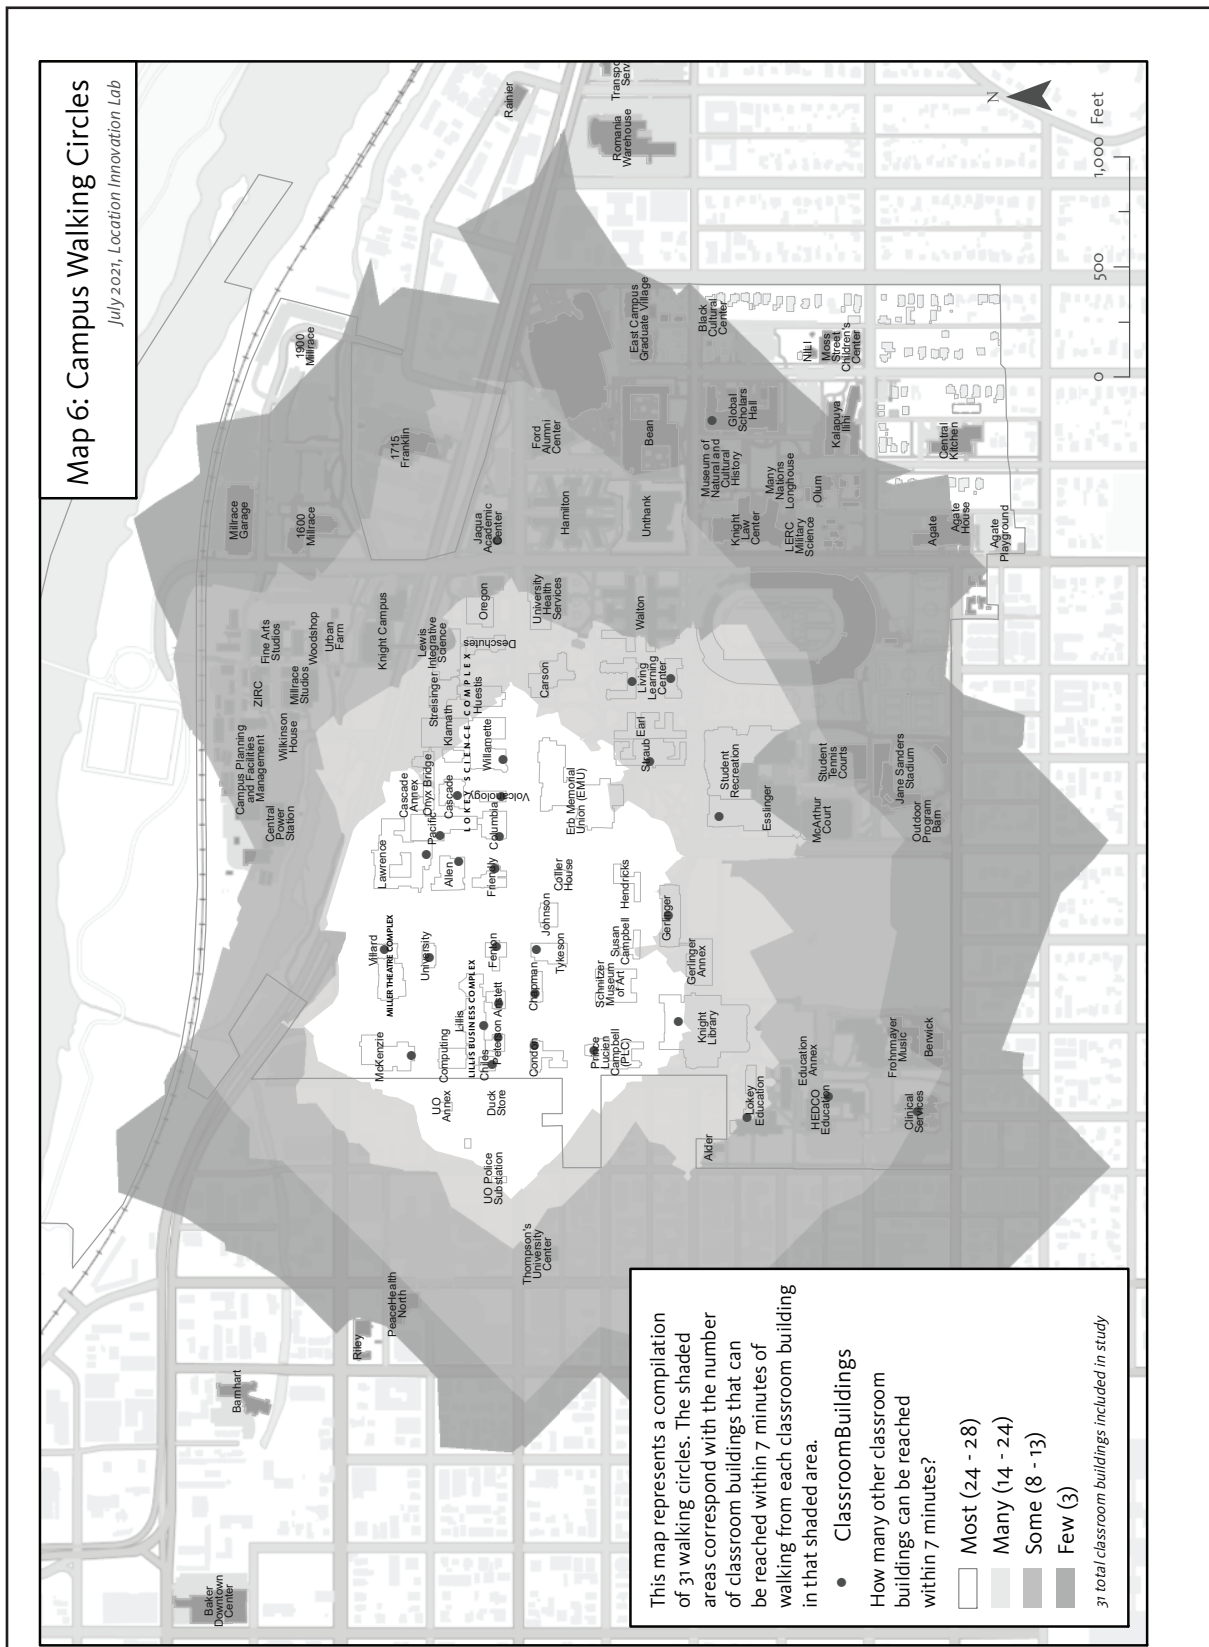 Map 6: Campus Walking Circles
July 2021, Location Innovation Lab
Rainier
Transpo
Serv
Romania
Warehouse
N
1900
Millrace
1715
Franklin
Millrace
Garage
1600
Millrace
Ford
Alumni
Center
East Campus
Graduate Village
Black
Cultural
Center
Bean
Global
Scholars
Hall
NILI
Moss
Street
Children's
Center
Kalapuya
Ilihi
Central
Kitchen
Jaqua
Academic
Center
Hamilton
Unthank
Museum of
Natural and
Cultural
History
Knight
Law
Center
Many
Nations
Longhouse
LERC
Military
Science
Olum
Agate
Agate
House
Agate
Playground
Fine Arts
Studios
Woodshop
Urban
Farm
ZIRC
Millrace
Studios
Wilkinson
House
Campus Planning
and Facilities
Management
Central
Power
Station
Knight Campus
Lewis
Integrative
Science
Streisinger
Oregon
Deschutes
University
Health
Services
Walton
Huestis
Klamath
Carson
Living
Learning
Center
Willamette
LOKEY SCIENCE COMPLEX
Earl
Straub
Student
Recreation
Esslinger
Student
Tennis
Courts
Jane Sanders
Stadium
McArthur
Court
Outdoor
Program
Barn
Cascade
Annex
Onyx Bridge
Cascade
Volcanology
Pacific
Columbia
Erb Memorial
Union (EMU)
Lawrence
Allen
Friendly
Collier
House
Hendricks
Villard
MILLER THEATRE COMPLEX
University
Fenton
Johnson
Tykeson
Susan
Campbell
Gerlinger
Gerlinger
Annex
Schnitzer
Museum
of Art
Lillis
LILLIS BUSINESS COMPLEX
Anstett
Chapman
McKenzie
Computing
Chiles
Peterson
Condon
Prince
Lucien
Campbell
(PLC)
Knight
Library
UO
Annex
Duck
Store
Lokey
Education
Education
Annex
HEDCO
Education
Frohnmayer
Music
Berwick
Clinical
Services
Alder
UO Police
Substation
Thompson's
University
Center
PeaceHealth
North
Riley
Barnhart
Baker
Downtown
Center
0 500 1,000 Feet
This map represents a compilation
of 31 walking circles. The shaded
areas correspond with the number
of classroom buildings that can
be reached within 7 minutes of
walking from each classroom building
in that shaded area.
ClassroomBuildings
How many other classroom
buildings can be reached
within 7 minutes?
Most (24 - 28)
Many (14 - 24)
Some (8 - 13)
Few (3)
31 total classroom buildings included in study